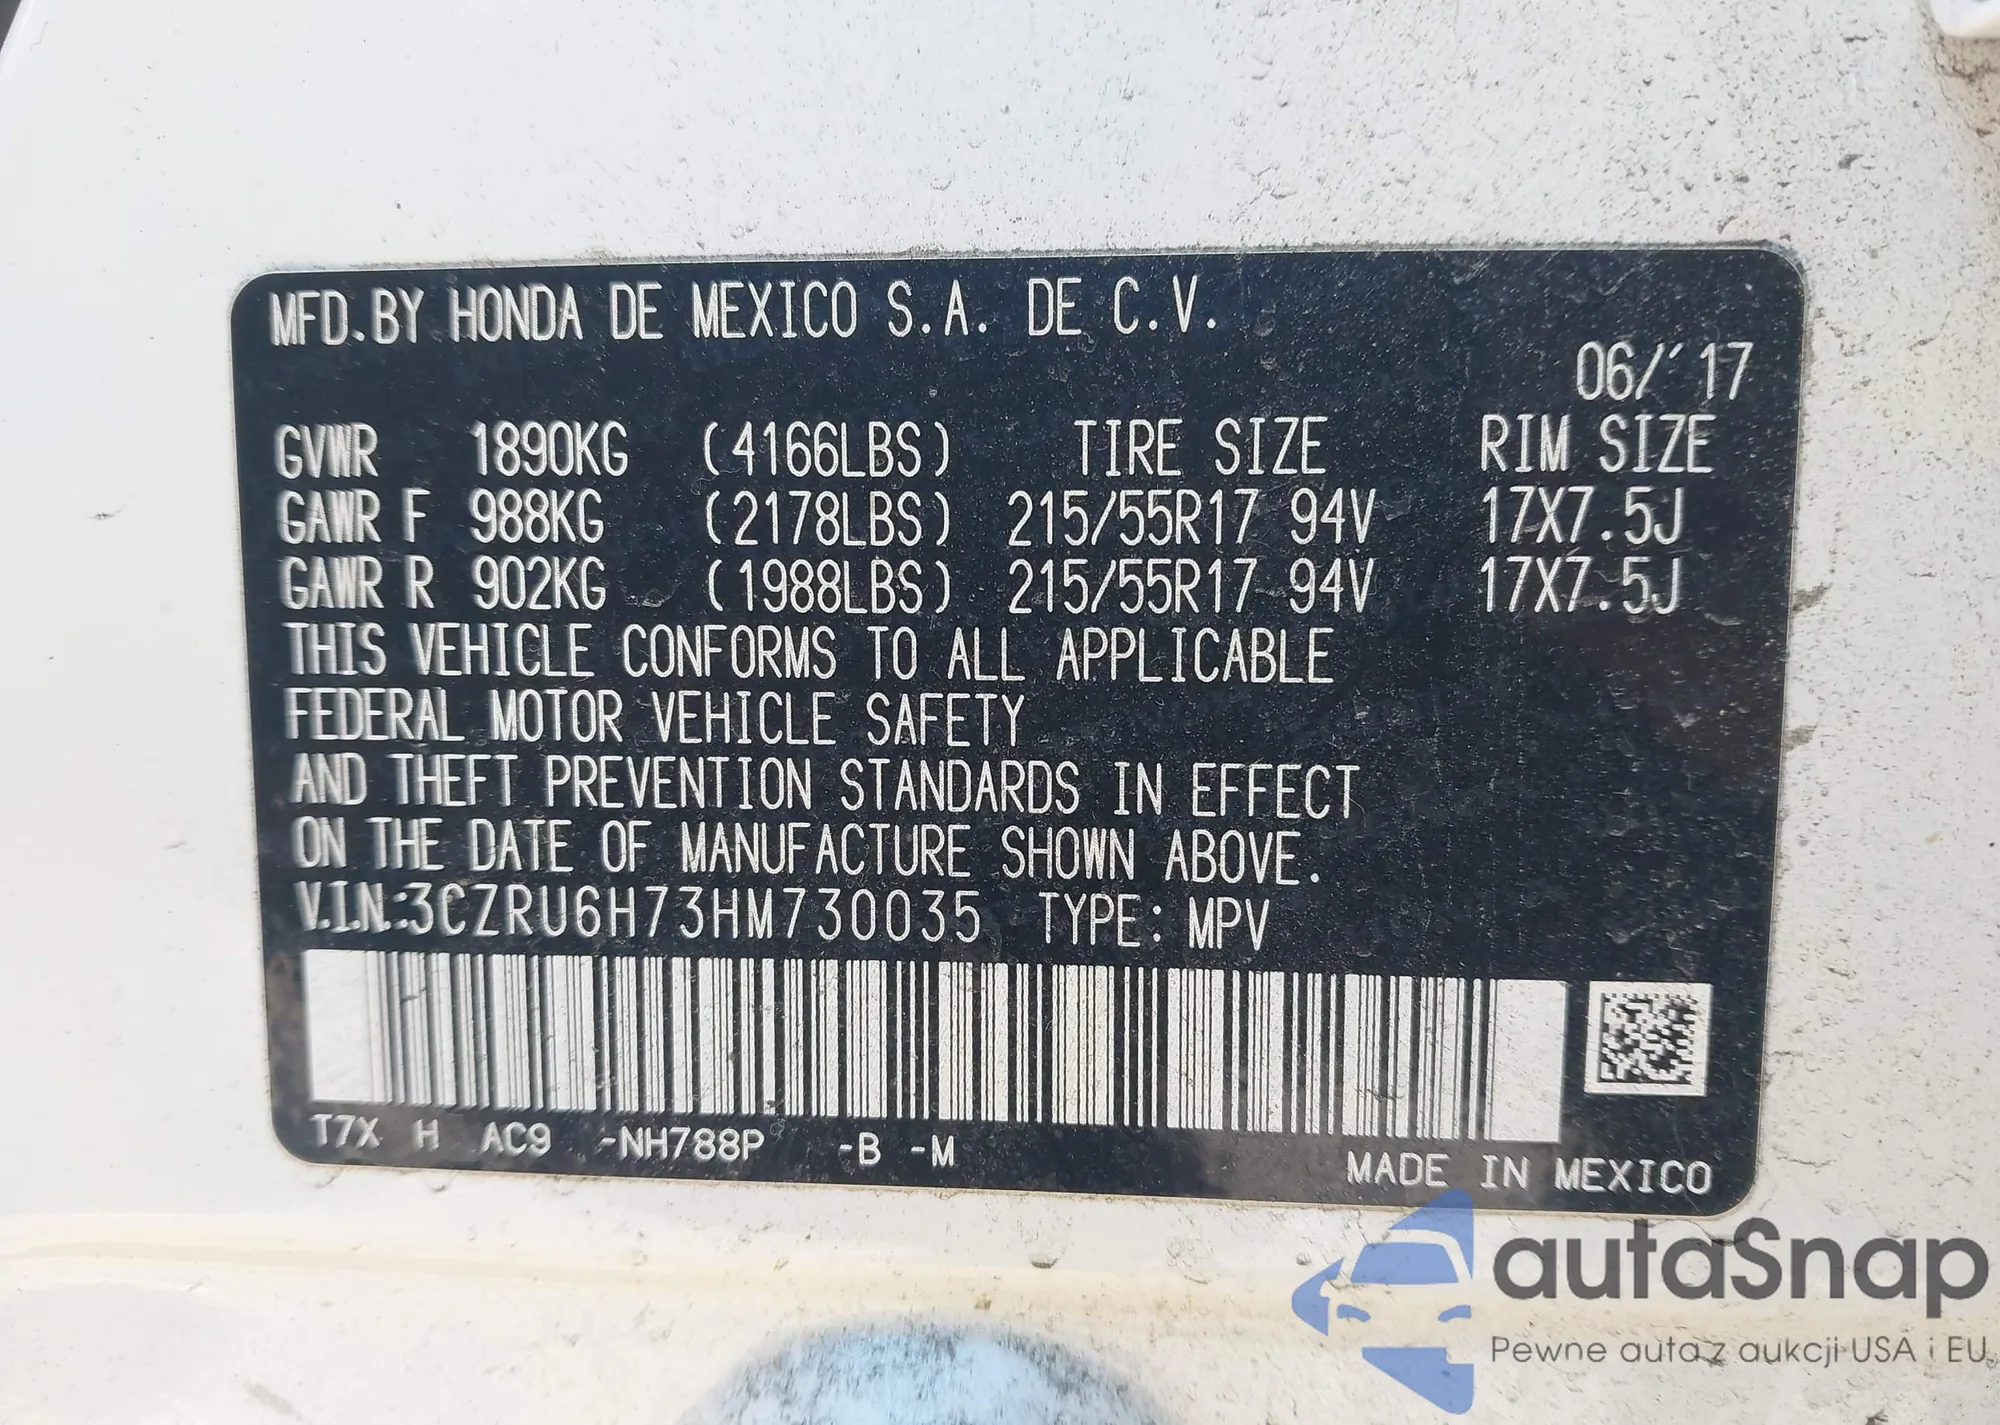 MFD.BY HONDA DE MEXICO S.A. DE C.V.
06/'17
GVWR 1890KG (4166LBS) TIRE SIZE RIM SIZE
GAWR F 988KG (2178LBS) 215/55R17 94V 17X7.5J
GAWR R 902KG (1988LBS) 215/55R17 94V 17X7.5J
THIS VEHICLE CONFORMS TO ALL APPLICABLE
FEDERAL MOTOR VEHICLE SAFETY
AND THEFT PREVENTION STANDARDS IN EFFECT
ON THE DATE OF MANUFACTURE SHOWN ABOVE.
V.I.N.:3CZRU6H73HM730035 TYPE: MPV
T7X H AC9 -NH788P -B -M
MADE IN MEXICO
autaSnap
Pewne auta z aukcji USA i EU